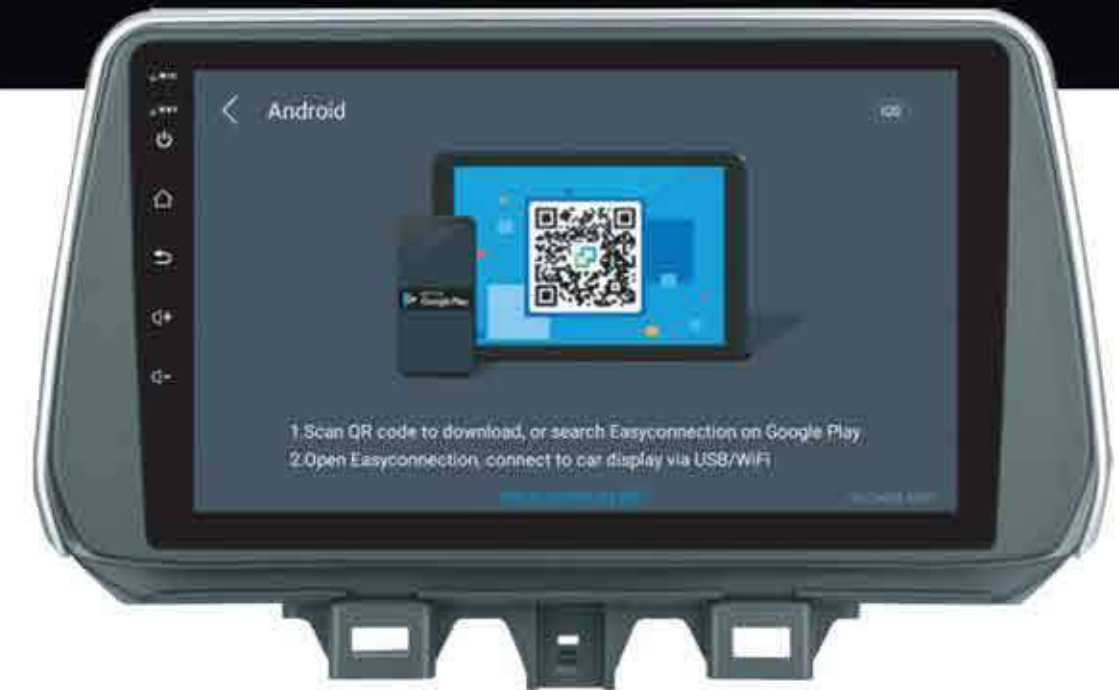 Android
iOS
Google Play
1.Scan QR code to download, or search Easyconnection on Google Play
2.Open Easyconnection, connect to car display via USB/WiFi